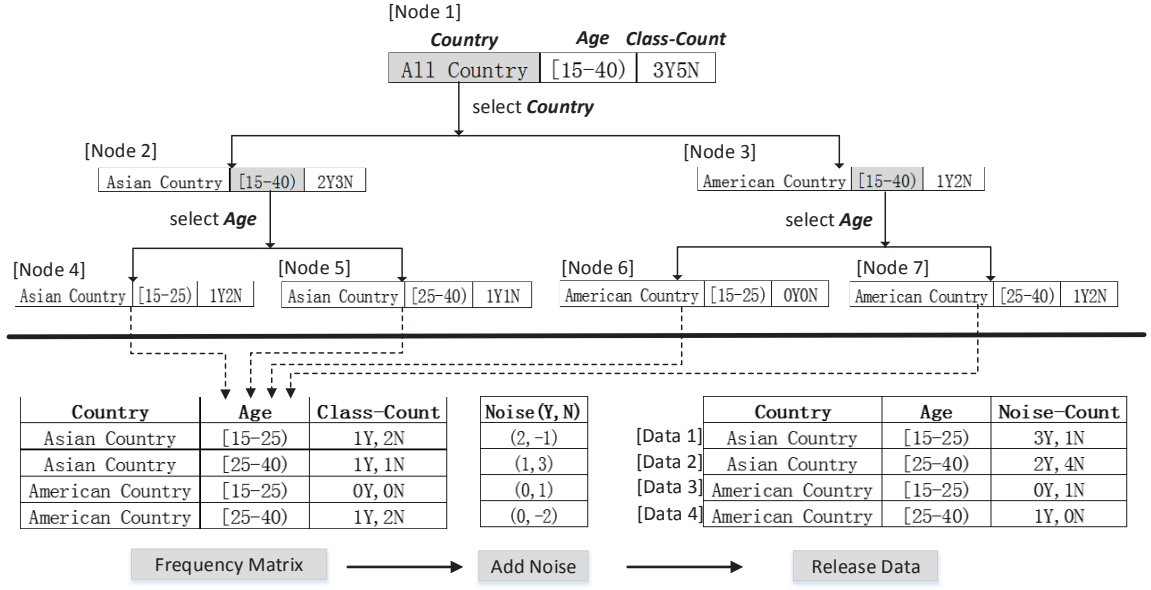 [Node 1]
Country Age Class-Count
All Country [15-40) 3Y5N
select Country
[Node 2] [Node 3]
Asian Country [15-40) 2Y3N American Country [15-40) 1Y2N
select Age select Age
[Node 4] [Node 5] [Node 6] [Node 7]
Asian Country [15-25) 1Y2N Asian Country [25-40) 1Y1N American Country [15-25) 0Y0N American Country [25-40) 1Y2N
Country Age Class-Count Noise(Y,N) Country Age Noise-Count
Asian Country [15-25) 1Y,2N (2,-1) [Data 1] Asian Country [15-25) 3Y,1N
Asian Country [25-40) 1Y,1N (1,3) [Data 2] Asian Country [25-40) 2Y,4N
American Country [15-25) 0Y,0N (0,1) [Data 3] American Country [15-25) 0Y,1N
American Country [25-40) 1Y,2N (0,-2) [Data 4] American Country [25-40) 1Y,0N
Frequency Matrix Add Noise Release Data